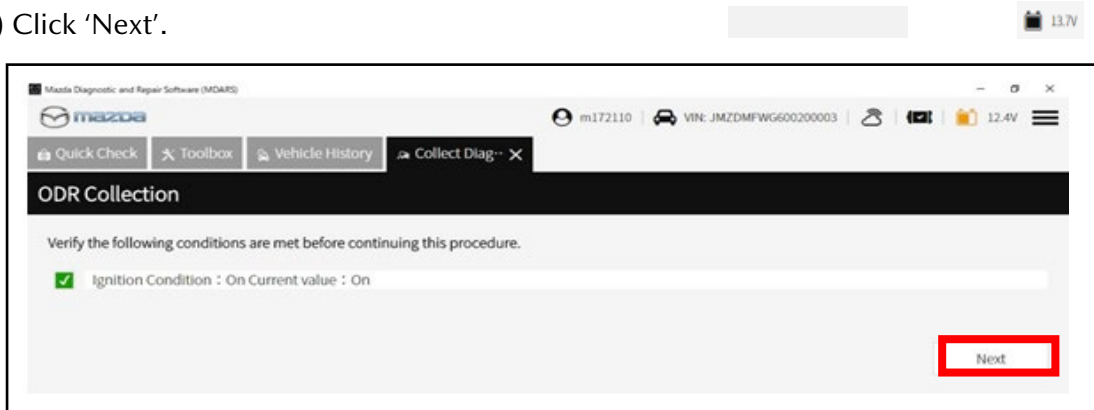 ) Click ‘Next’.
13.7V
Mazda Diagnostic and Repair Software (MDARS)
mazda
m172110 | VIN: JMZDMFWG600200003 | 12.4V
Quick Check Toolbox Vehicle History Collect Diag··
ODR Collection
Verify the following conditions are met before continuing this procedure.
Ignition Condition：On Current value：On
Next